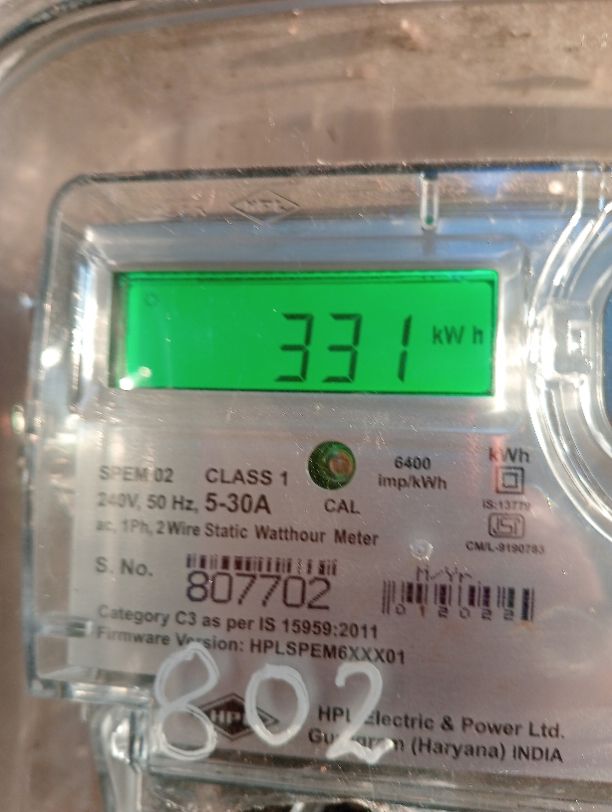 HPL
331 kWh
SPEM 02 CLASS 1 6400 kWh
imp/kWh
240V, 50 Hz, 5-30A CAL IS:13779
ac, 1Ph, 2 Wire Static Watthour Meter
CM/L-9190783
S. No. 807702 M/Yr
012022
Category C3 as per IS 15959:2011
Firmware Version: HPLSPEM6XXX01
802
HPL HPL Electric & Power Ltd.
Gurugram (Haryana) INDIA